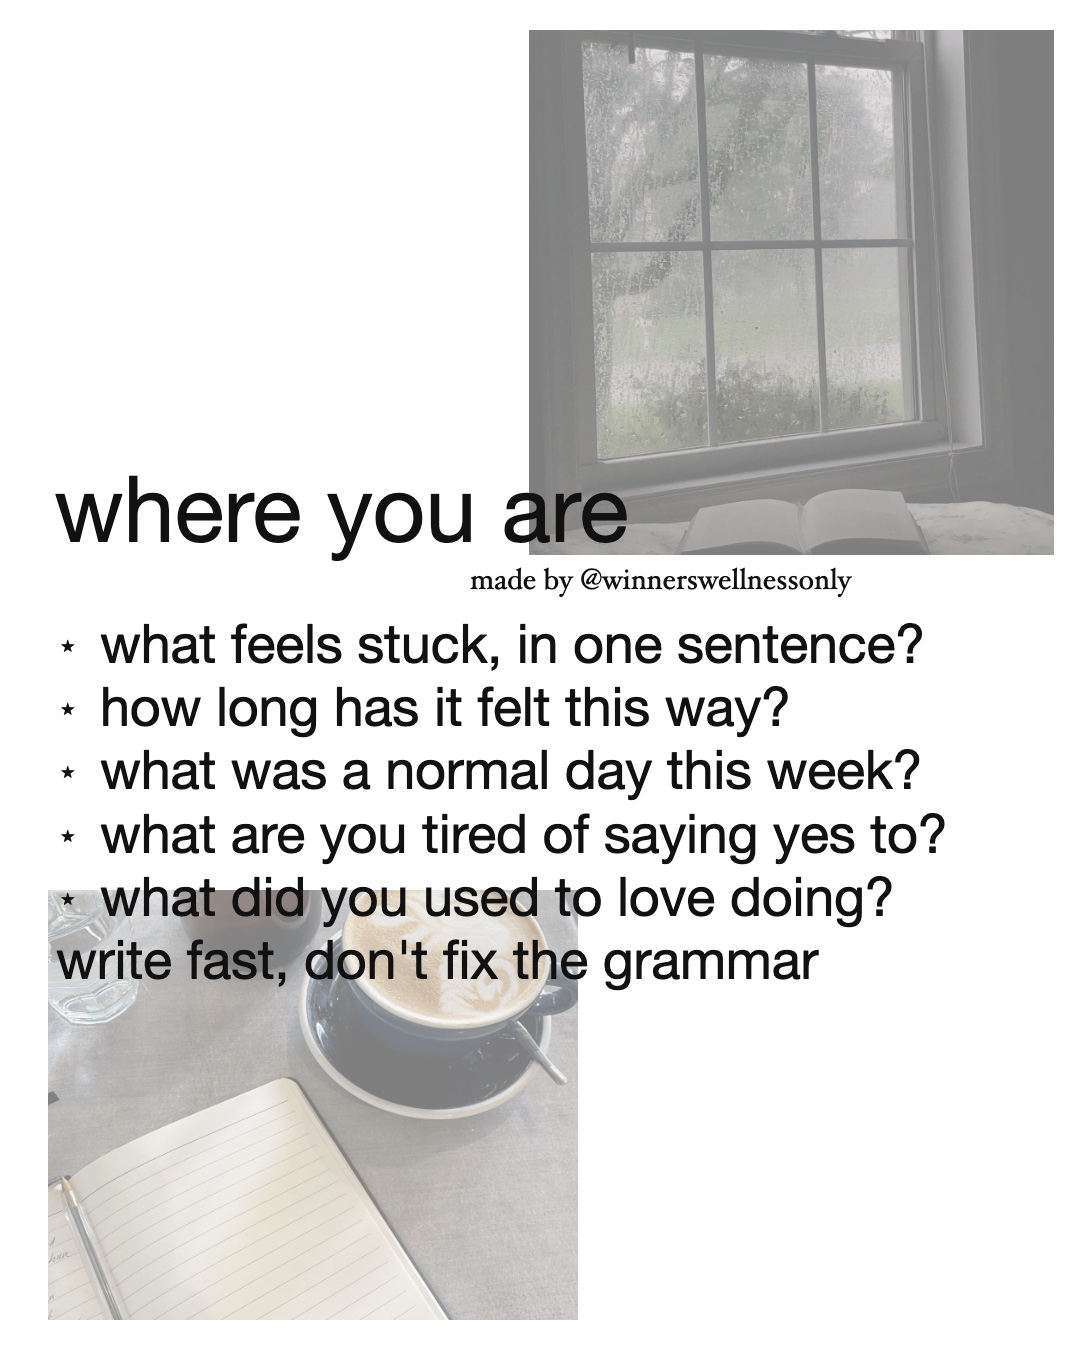 where you are
made by @winnerswellnessonly
★ what feels stuck, in one sentence?
★ how long has it felt this way?
★ what was a normal day this week?
★ what are you tired of saying yes to?
★ what did you used to love doing?
write fast, don't fix the grammar